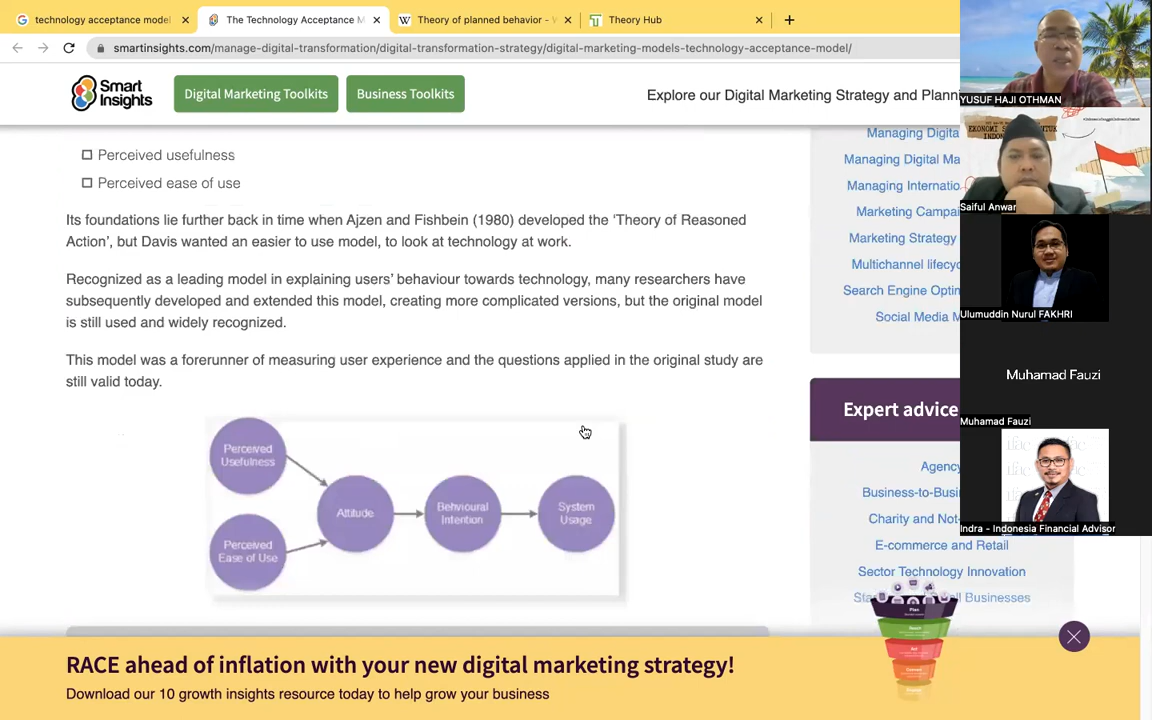 technology acceptance model
The Technology Acceptance M
Theory of planned behavior -
Theory Hub
smartinsights.com/manage-digital-transformation/digital-transformation-strategy/digital-marketing-models-technology-acceptance-model/
Smart
Insights
Digital Marketing Toolkits
Business Toolkits
Explore our Digital Marketing Strategy and Plann
Perceived usefulness
Perceived ease of use
Its foundations lie further back in time when Ajzen and Fishbein (1980) developed the 'Theory of Reasoned
Action', but Davis wanted an easier to use model, to look at technology at work.
Recognized as a leading model in explaining users' behaviour towards technology, many researchers have
subsequently developed and extended this model, creating more complicated versions, but the original model
is still used and widely recognized.
This model was a forerunner of measuring user experience and the questions applied in the original study are
still valid today.
Perceived
Usefulness
Perceived
Ease of Use
Attitude
Behvioural
Intention
System
Usage
Managing Digita
Managing Digital Ma
Managing Internatio
Marketing Campa
Marketing Strategy
Multichannel lifecyc
Search Engine Optim
Social Media M
Expert advice
Agency
Business-to-Busi
Charity and Not-
E-commerce and Retail
Sector Technology Innovation
Businesses
Plan
RACE ahead of inflation with your new digital marketing strategy!
Download our 10 growth insights resource today to help grow your business
YUSUF HAJI OTHMAN
EKONOMI
Saiful Anwar
Ulumuddin Nurul FAKHRI
Muhamad Fauzi
Muhamad Fauzi
Indra - Indonesia Financial Advisor